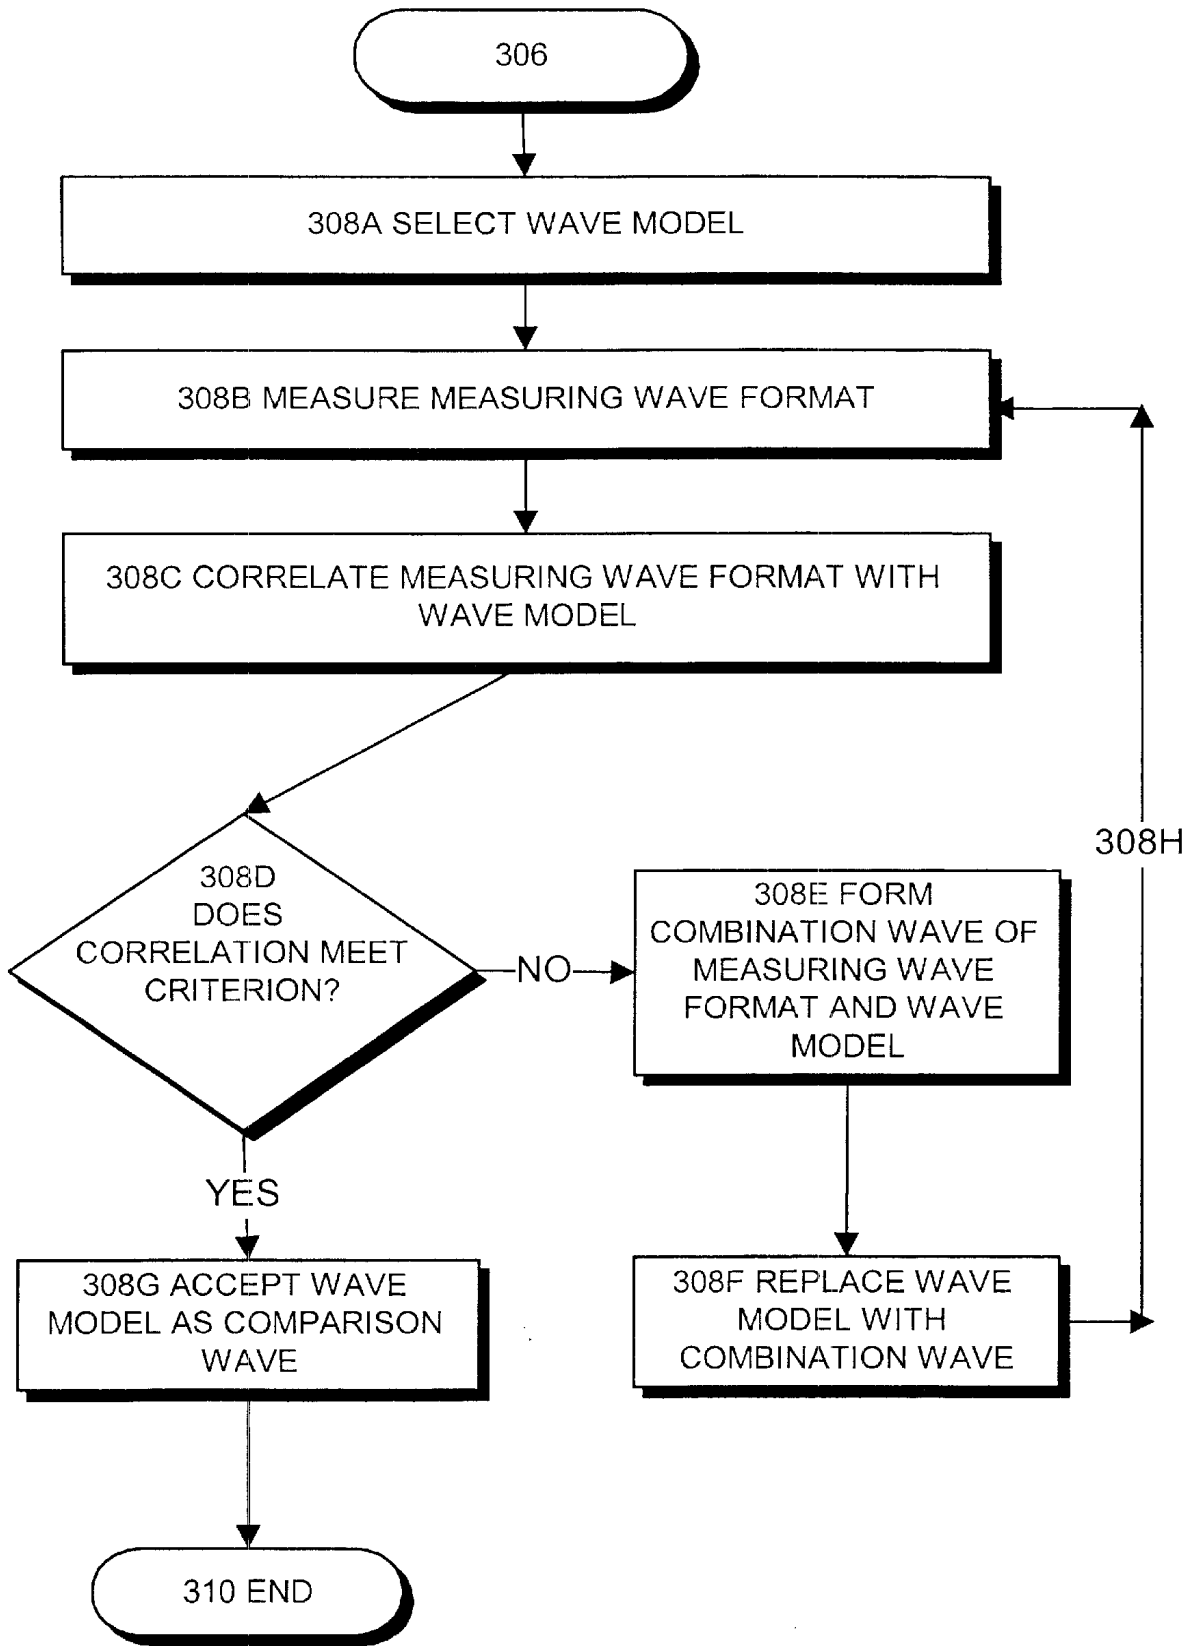 306
308A SELECT WAVE MODEL
308B MEASURE MEASURING WAVE FORMAT
308C CORRELATE MEASURING WAVE FORMAT WITH
WAVE MODEL
308D
DOES
CORRELATION MEET
CRITERION?
NO
308E FORM
COMBINATION WAVE OF
MEASURING WAVE
FORMAT AND WAVE
MODEL
308H
YES
308G ACCEPT WAVE
MODEL AS COMPARISON
WAVE
308F REPLACE WAVE
MODEL WITH
COMBINATION WAVE
310 END